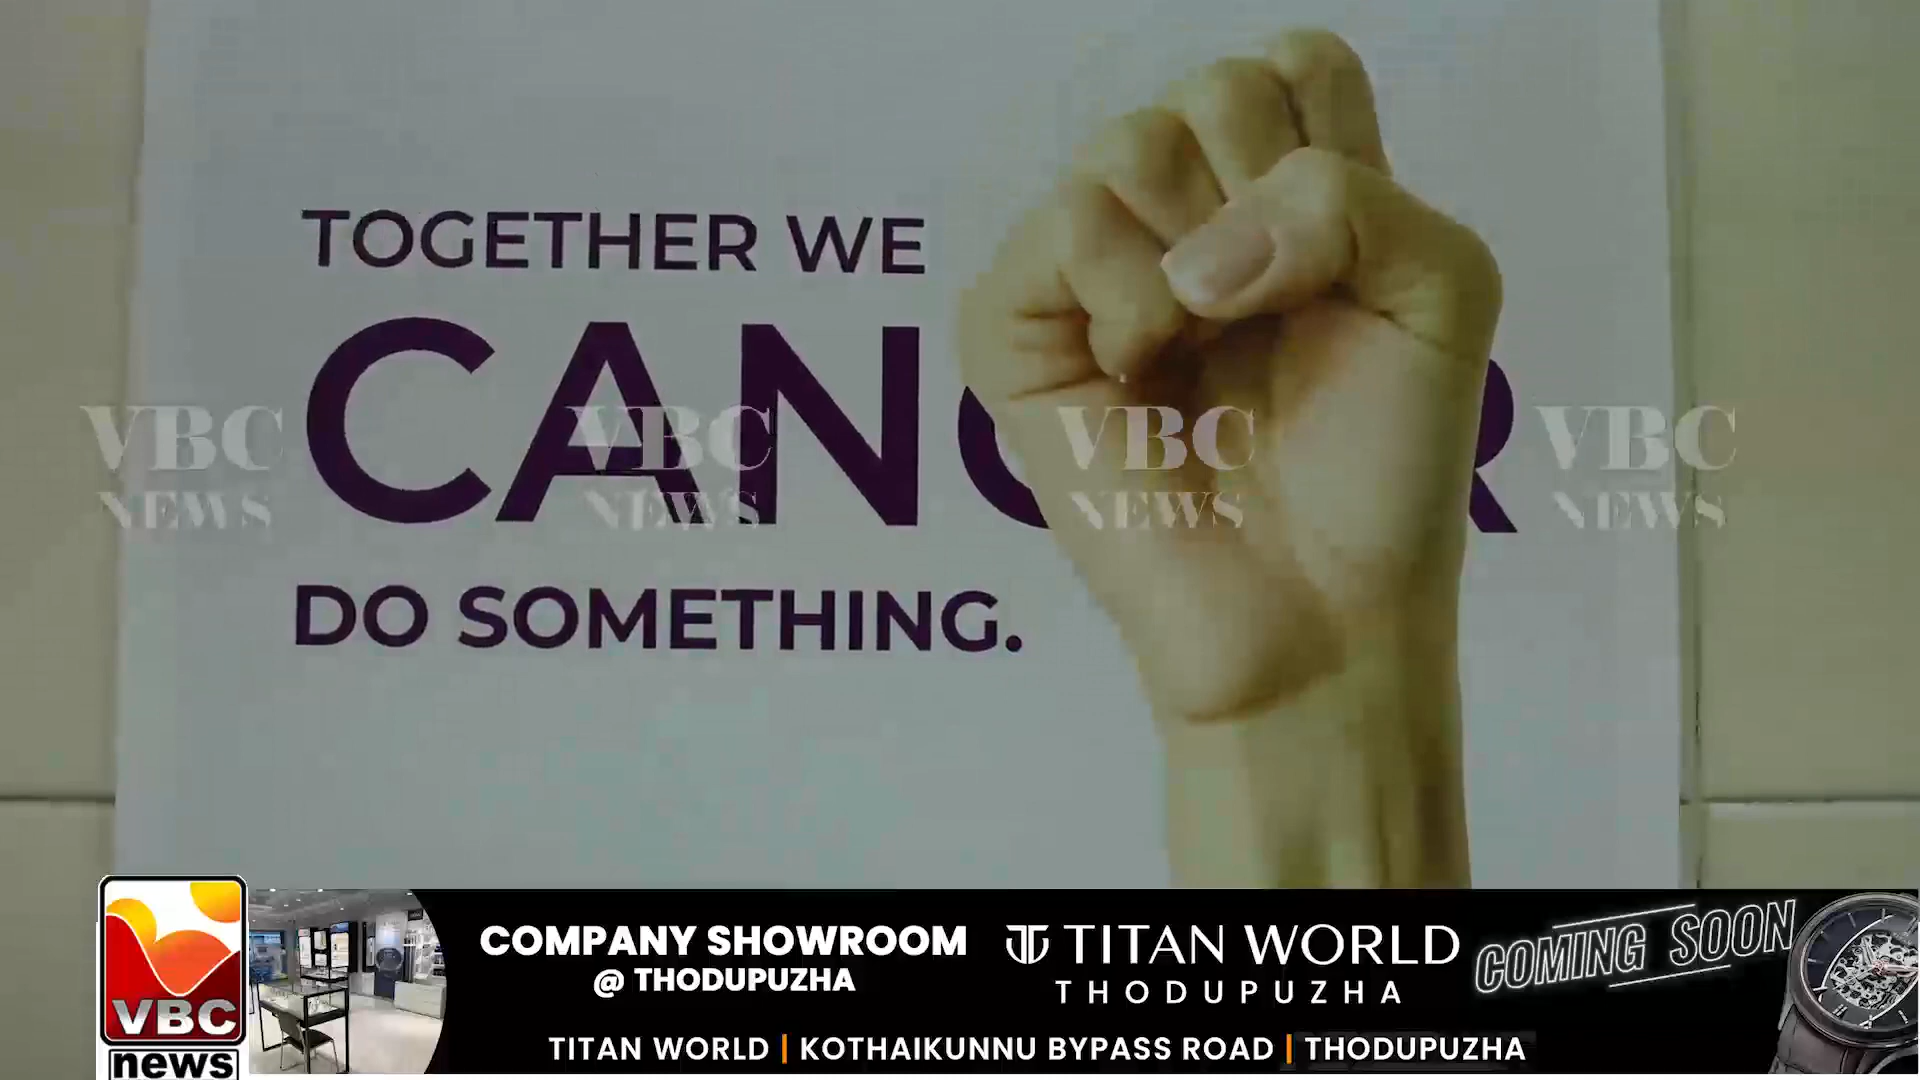 TOGETHER WE
CANCER
DO SOMETHING.
VBC NEWS
VBC NEWS
VBC NEWS
VBC NEWS
VBC
news
COMPANY SHOWROOM
@ THODUPUZHA
TITAN WORLD
THODUPUZHA
COMING SOON
TITAN WORLD | KOTHAIKUNNU BYPASS ROAD | THODUPUZHA